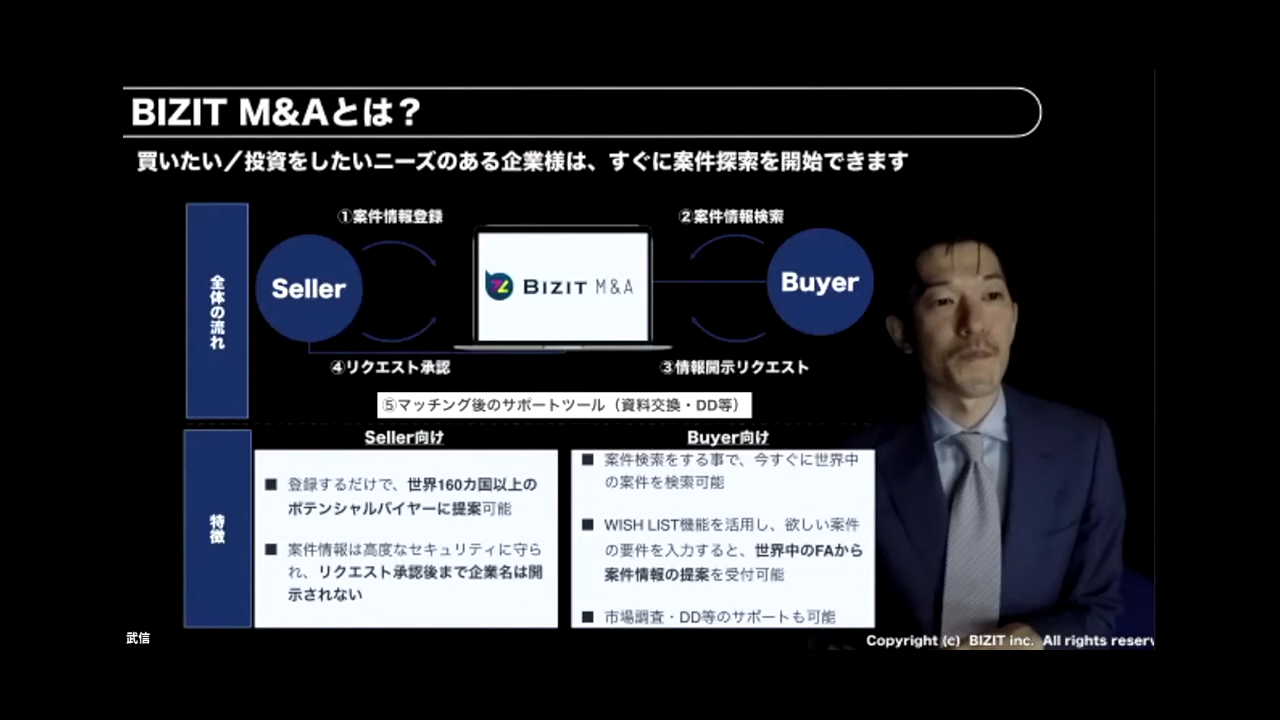 BIZIT M&Aとは？
買いたい／投資をしたいニーズのある企業様は、すぐに案件探索を開始できます
全体の流れ
①案件情報登録
②案件情報検索
Seller
BIZIT M&A
Buyer
④リクエスト承認
③情報開示リクエスト
⑤マッチング後のサポートツール（資料交換・DD等）
特徴
Seller向け
■ 登録するだけで、世界160カ国以上の
ポテンシャルバイヤーに提案可能
■ 案件情報は高度なセキュリティに守ら
れ、リクエスト承認後まで企業名は開
示されない
Buyer向け
■ 案件検索をする事で、今すぐに世界中
の案件を検索可能
■ WISH LIST機能を活用し、欲しい案件
の要件を入力すると、世界中のFAから
案件情報の提案を受付可能
■ 市場調査・DD等のサポートも可能
武信
Copyright (c) BIZIT inc. All rights reserv